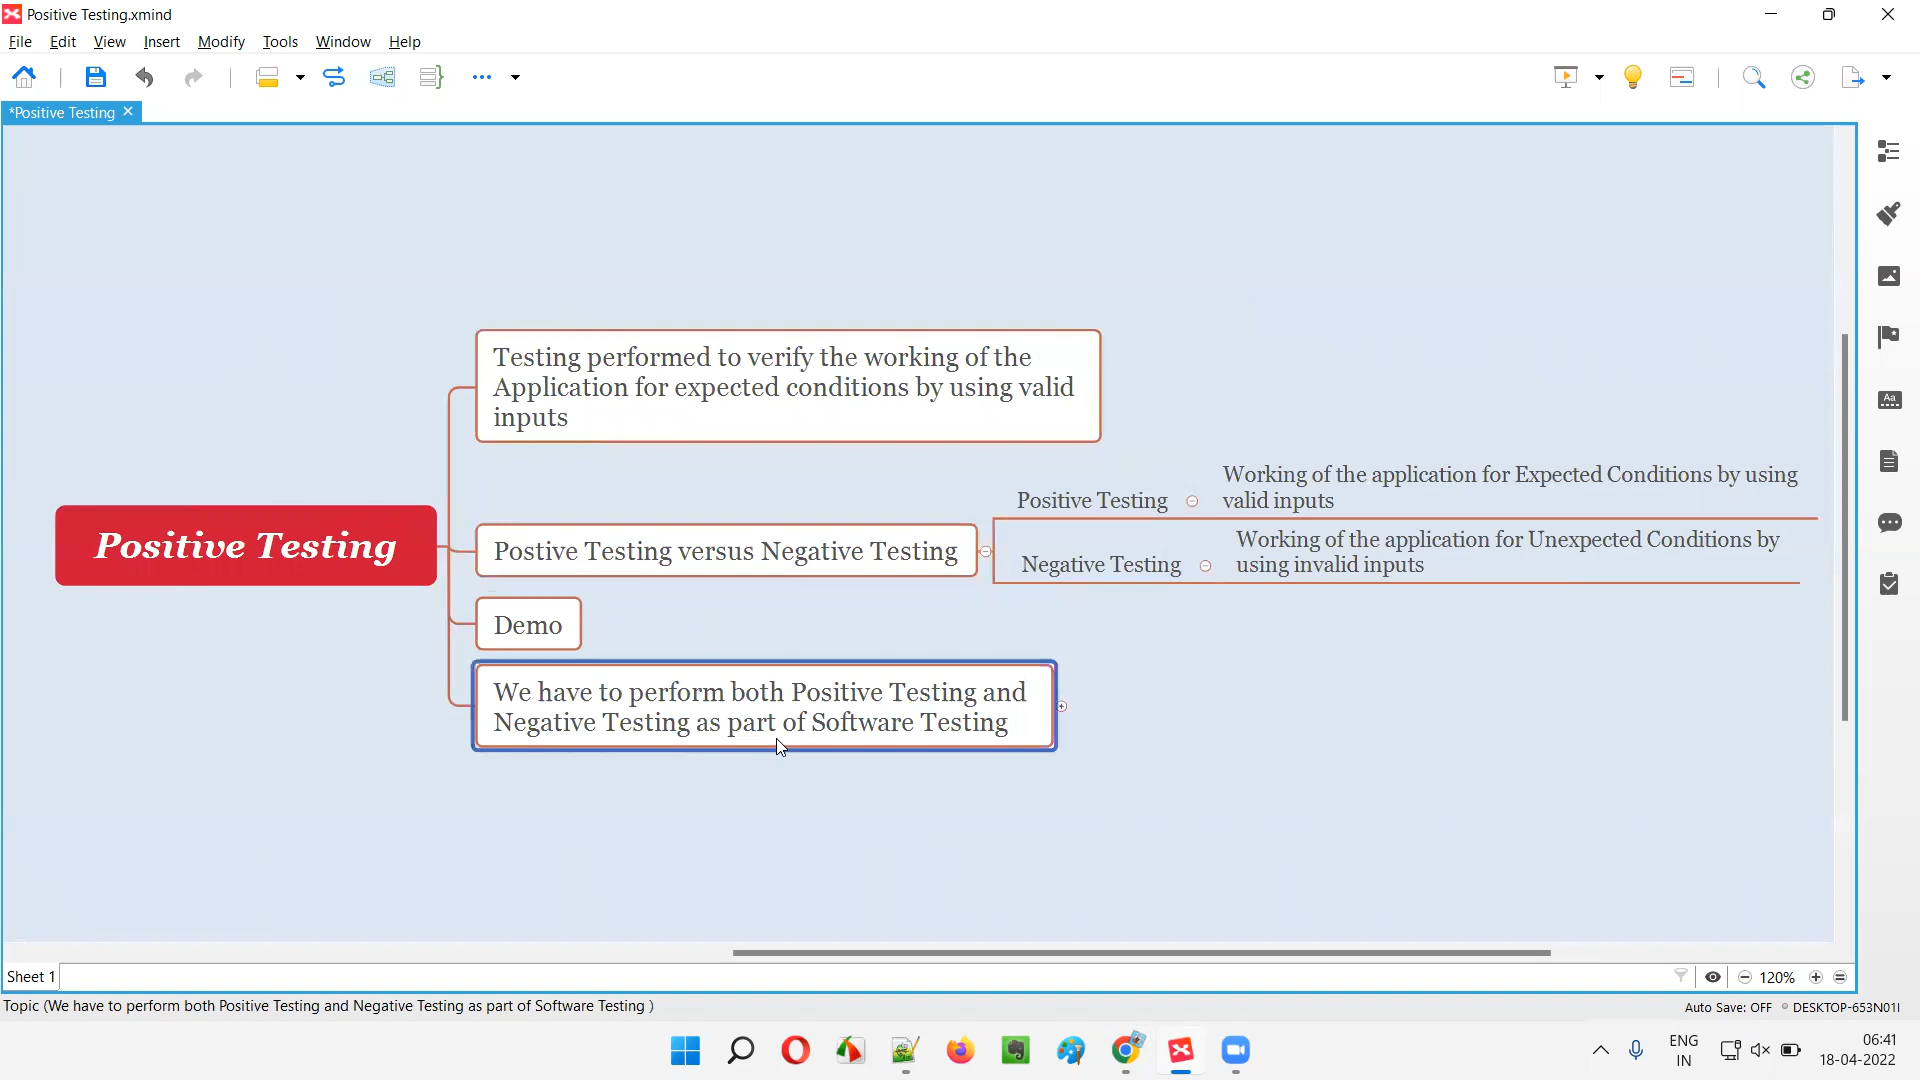 Positive Testing.xmind
File Edit View Insert Modify Tools Window Help
*Positive Testing
Testing performed to verify the working of the
Application for expected conditions by using valid
inputs
Positive Testing
Postive Testing versus Negative Testing
Positive Testing
Working of the application for Expected Conditions by using
valid inputs
Negative Testing
Working of the application for Unexpected Conditions by
using invalid inputs
Demo
We have to perform both Positive Testing and
Negative Testing as part of Software Testing
Aa
Sheet 1
120%
Topic (We have to perform both Positive Testing and Negative Testing as part of Software Testing )
Auto Save: OFF
DESKTOP-653N01I
ENG
IN
06:41
18-04-2022